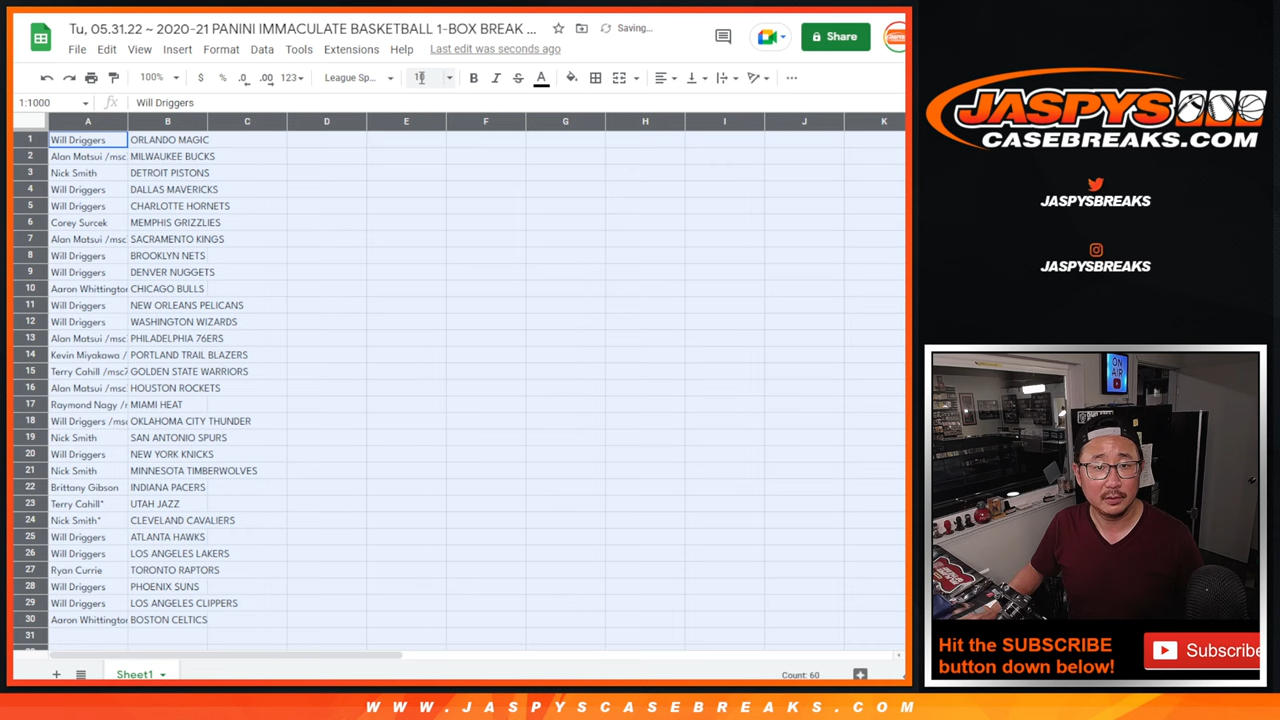 Tu, 05.31.22 ~ 2020-21 PANINI IMMACULATE BASKETBALL 1-BOX BREAK ...
Saving...
File Edit View Insert Format Data Tools Extensions Help Last edit was seconds ago
Share
100% $ % .0 .00 123 League Sp... 10 B I S A
1:1000 fx Will Driggers
A B C D E F G H I J K
1 Will Driggers ORLANDO MAGIC
2 Alan Matsui /msc MILWAUKEE BUCKS
3 Nick Smith DETROIT PISTONS
4 Will Driggers DALLAS MAVERICKS
5 Will Driggers CHARLOTTE HORNETS
6 Corey Surcek MEMPHIS GRIZZLIES
7 Alan Matsui /msc SACRAMENTO KINGS
8 Will Driggers BROOKLYN NETS
9 Will Driggers DENVER NUGGETS
10 Aaron Whittington CHICAGO BULLS
11 Will Driggers NEW ORLEANS PELICANS
12 Will Driggers WASHINGTON WIZARDS
13 Alan Matsui /msc PHILADELPHIA 76ERS
14 Kevin Miyakawa / PORTLAND TRAIL BLAZERS
15 Terry Cahill /msc GOLDEN STATE WARRIORS
16 Alan Matsui /msc HOUSTON ROCKETS
17 Raymond Nagy /r MIAMI HEAT
18 Will Driggers /msc OKLAHOMA CITY THUNDER
19 Nick Smith SAN ANTONIO SPURS
20 Will Driggers NEW YORK KNICKS
21 Nick Smith MINNESOTA TIMBERWOLVES
22 Brittany Gibson INDIANA PACERS
23 Terry Cahill* UTAH JAZZ
24 Nick Smith* CLEVELAND CAVALIERS
25 Will Driggers ATLANTA HAWKS
26 Will Driggers LOS ANGELES LAKERS
27 Ryan Currie TORONTO RAPTORS
28 Will Driggers PHOENIX SUNS
29 Will Driggers LOS ANGELES CLIPPERS
30 Aaron Whittington BOSTON CELTICS
31
Sheet1
Count: 60
JASPYS
CASEBREAKS.COM
JASPYSBREAKS
JASPYSBREAKS
ON AIR
Hit the SUBSCRIBE
button down below!
Subscribe
WWW.JASPYSCASEBREAKS.COM